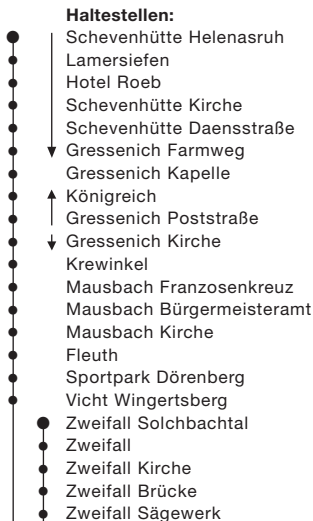 Haltestellen:
Schevenhütte Helenasruh
Lamersiefen
Hotel Roeb
Schevenhütte Kirche
Schevenhütte Daensstraße
Gressenich Farmweg
Gressenich Kapelle
Königreich
Gressenich Poststraße
Gressenich Kirche
Krewinkel
Mausbach Franzosenkreuz
Mausbach Bürgermeisteramt
Mausbach Kirche
Fleuth
Sportpark Dörenberg
Vicht Wingertsberg
Zweifall Solchbachtal
Zweifall
Zweifall Kirche
Zweifall Brücke
Zweifall Sägewerk